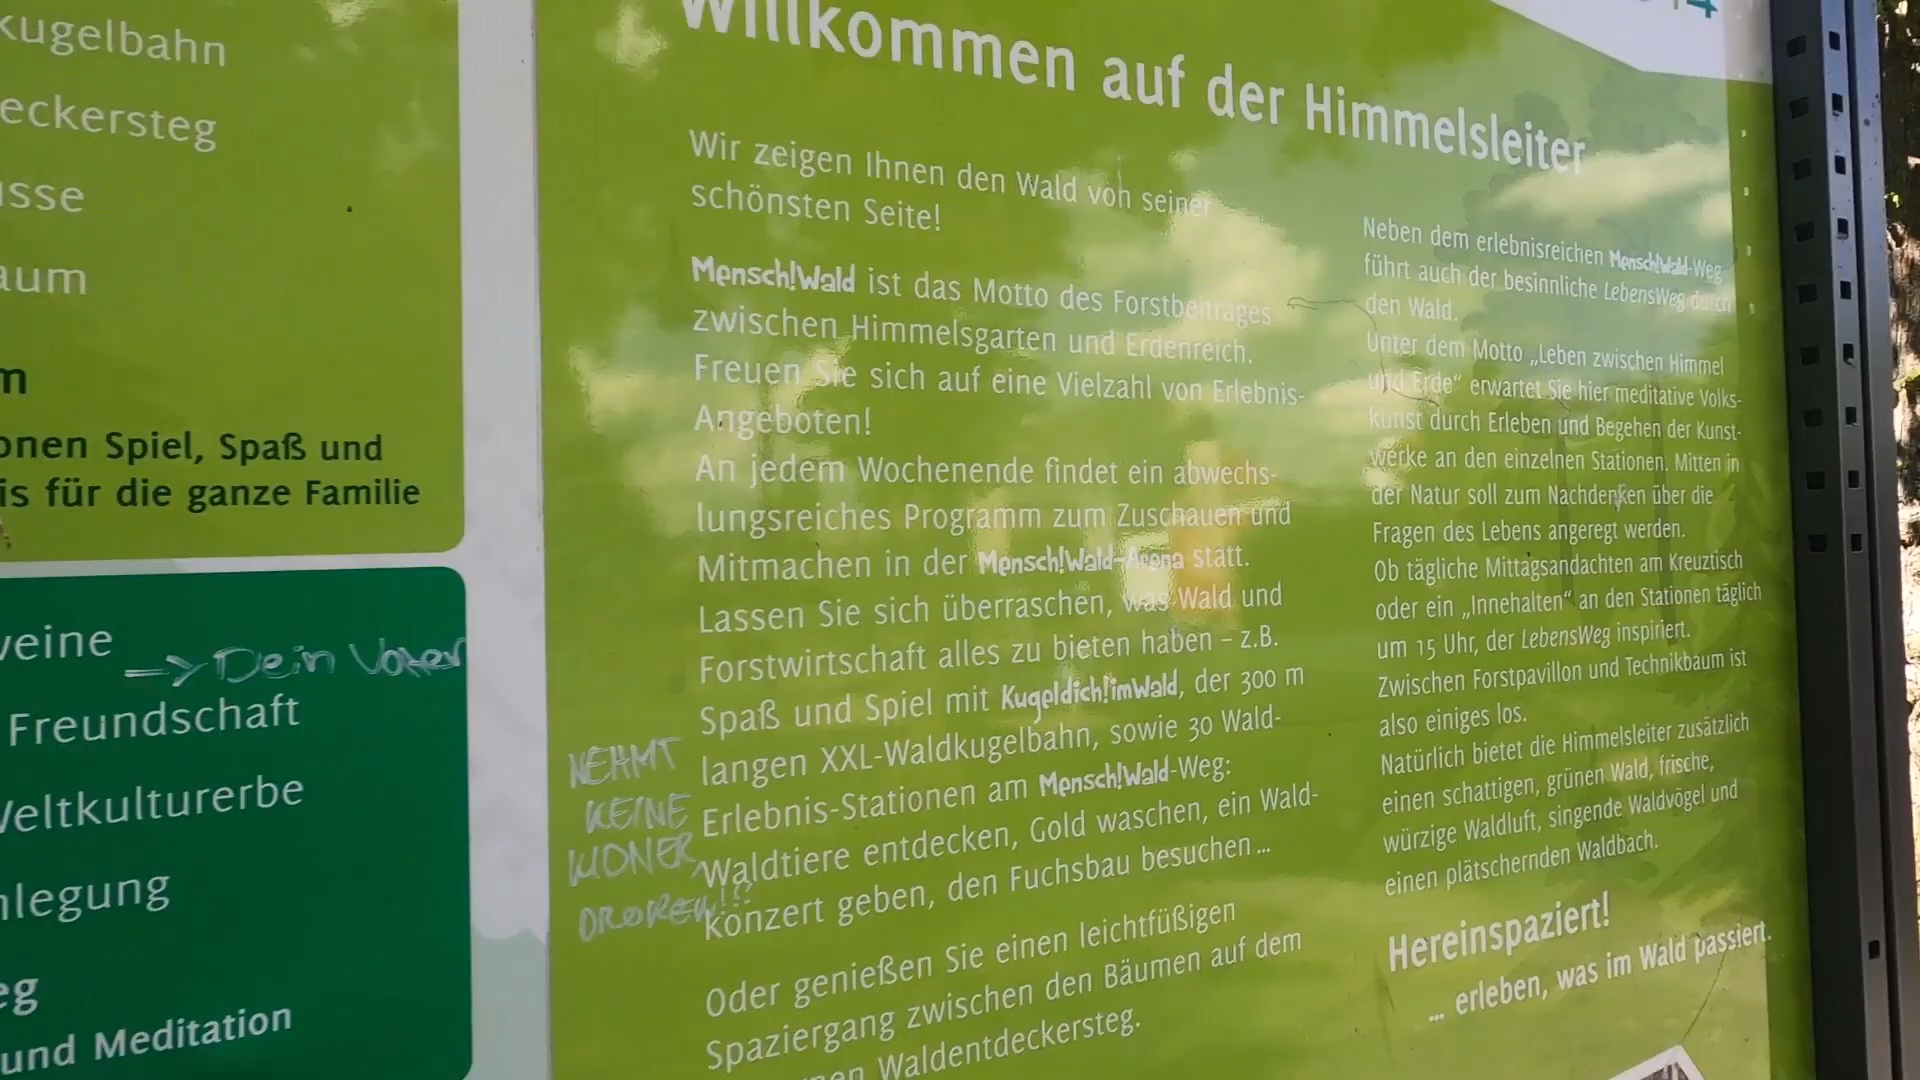 kugelbahn
eckersteg
usse
aum
m
onen Spiel, Spaß und
is für die ganze Familie
weine
=> Dein Vater
Freundschaft
Weltkulturerbe
nlegung
eg
und Meditation
14
Willkommen auf der Himmelsleiter
Wir zeigen Ihnen den Wald von seiner
schönsten Seite!
Mensch!Wald ist das Motto des Forstbeitrages
zwischen Himmelsgarten und Erdenreich.
Freuen Sie sich auf eine Vielzahl von Erlebnis-
Angeboten!
An jedem Wochenende findet ein abwechs-
lungsreiches Programm zum Zuschauen und
Mitmachen in der Mensch!Wald-Arena statt.
Lassen Sie sich überraschen, was Wald und
Forstwirtschaft alles zu bieten haben – z.B.
Spaß und Spiel mit Kugeldich!imWald, der 300 m
langen XXL-Waldkugelbahn, sowie 30 Wald-
Erlebnis-Stationen am Mensch!Wald-Weg:
Waldtiere entdecken, Gold waschen, ein Wald-
konzert geben, den Fuchsbau besuchen ...
Oder genießen Sie einen leichtfüßigen
Spaziergang zwischen den Bäumen auf dem
nen Waldentdeckersteg.
NEHMT
KEINE
Neben dem erlebnisreichen Mensch!Wald-Weg
führt auch der besinnliche LebensWeg durch
den Wald.
Unter dem Motto „Leben zwischen Himmel
und Erde“ erwartet Sie hier meditative Volks-
kunst durch Erleben und Begehen der Kunst-
werke an den einzelnen Stationen. Mitten in
der Natur soll zum Nachdenken über die
Fragen des Lebens angeregt werden.
Ob tägliche Mittagsandachten am Kreuztisch
oder ein „Innehalten“ an den Stationen täglich
um 15 Uhr, der LebensWeg inspiriert.
Zwischen Forstpavillon und Technikbaum ist
also einiges los.
Natürlich bietet die Himmelsleiter zusätzlich
einen schattigen, grünen Wald, frische,
würzige Waldluft, singende Waldvögel und
einen plätschernden Waldbach.
Hereinspaziert!
... erleben, was im Wald passiert.